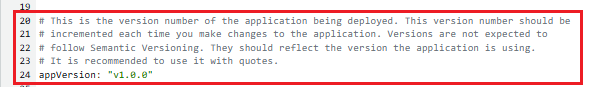 19
20 # This is the version number of the application being deployed. This version number should be
21 # incremented each time you make changes to the application. Versions are not expected to
22 # follow Semantic Versioning. They should reflect the version the application is using.
23 # It is recommended to use it with quotes.
24 appVersion: "v1.0.0"